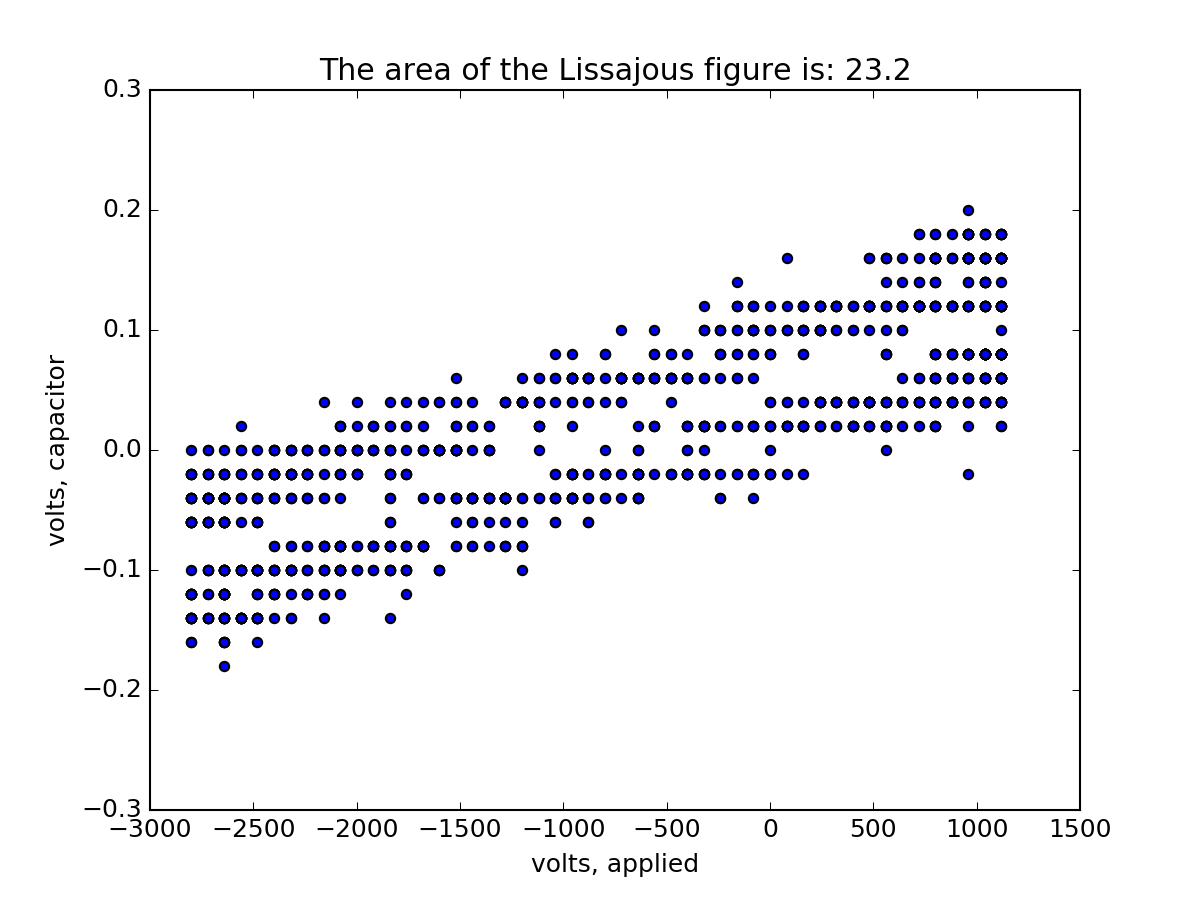 The area of the Lissajous figure is: 23.2
0.3
0.2
0.1
0.0
−0.1
−0.2
−0.3
volts, capacitor
−3000 −2500 −2000 −1500 −1000 −500 0 500 1000 1500
volts, applied